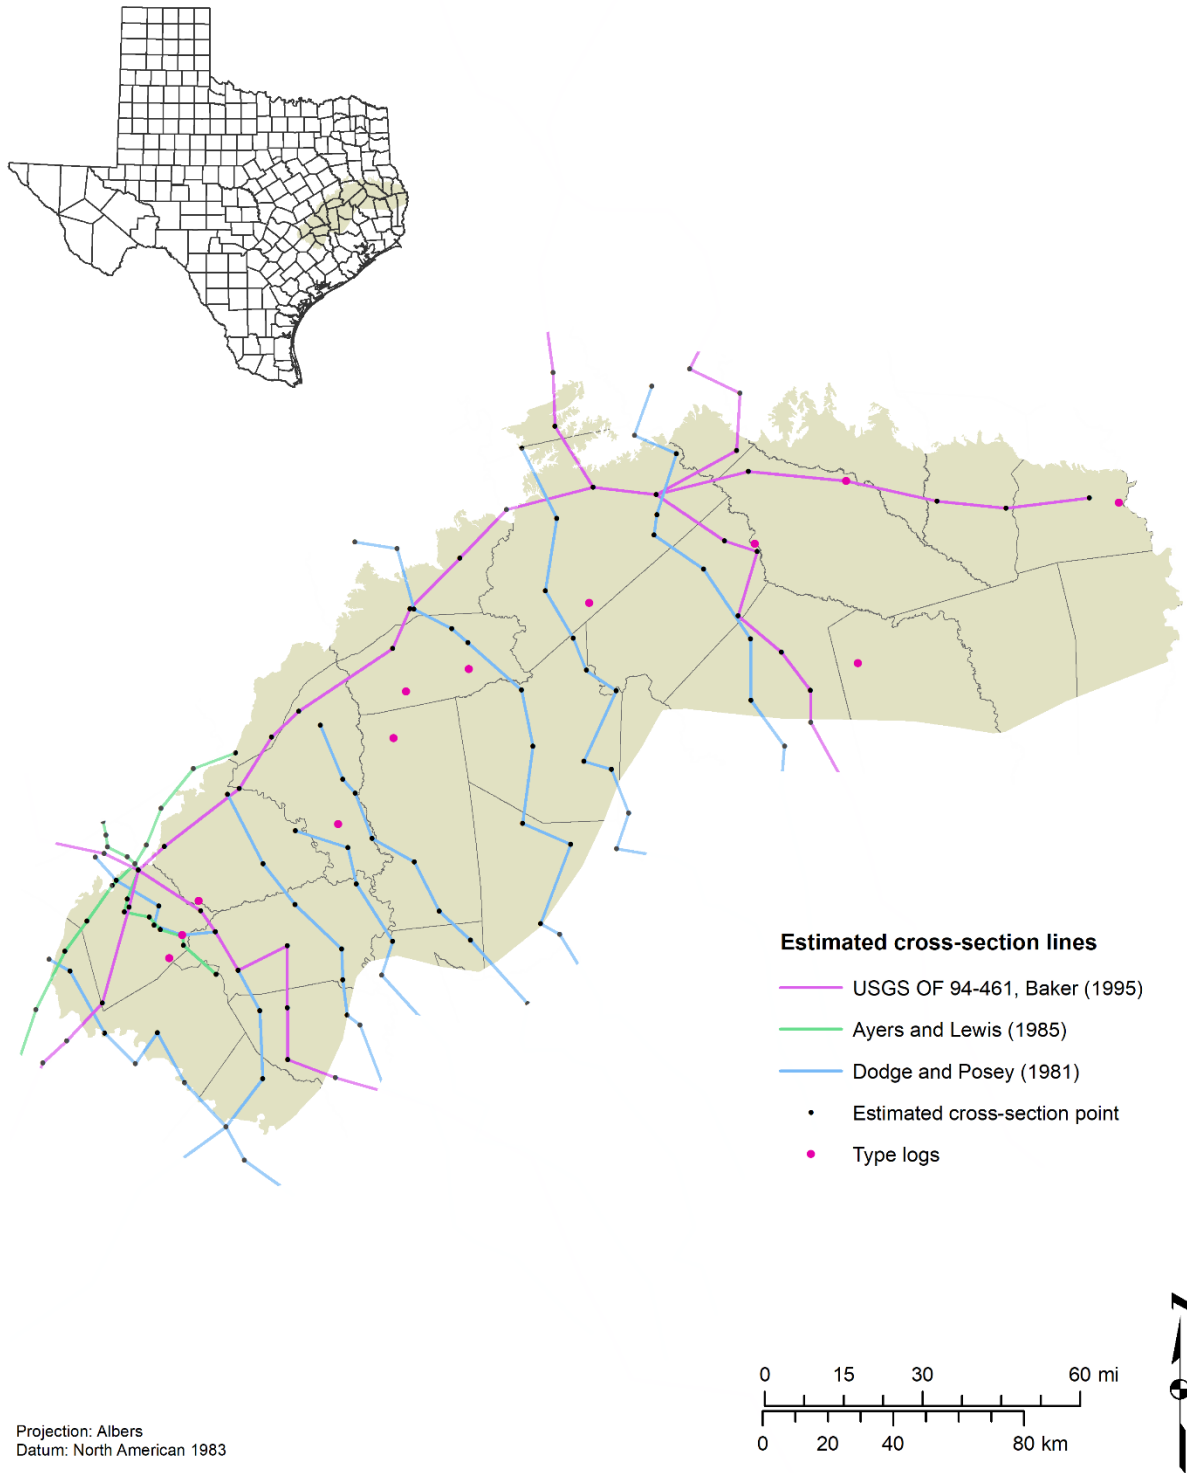 Estimated cross-section lines
USGS OF 94-461, Baker (1995)
Ayers and Lewis (1985)
Dodge and Posey (1981)
Estimated cross-section point
Type logs
0 15 30 60 mi
0 20 40 80 km
Projection: Albers
Datum: North American 1983